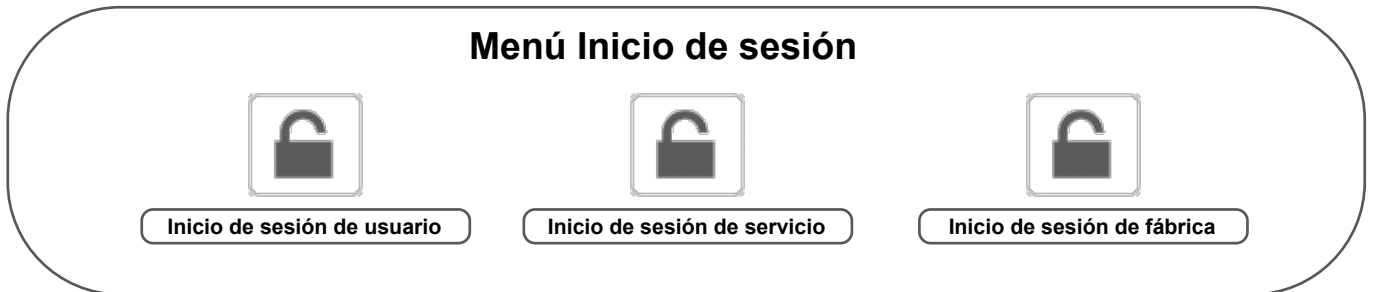 Menú Inicio de sesión
Inicio de sesión de usuario
Inicio de sesión de servicio
Inicio de sesión de fábrica